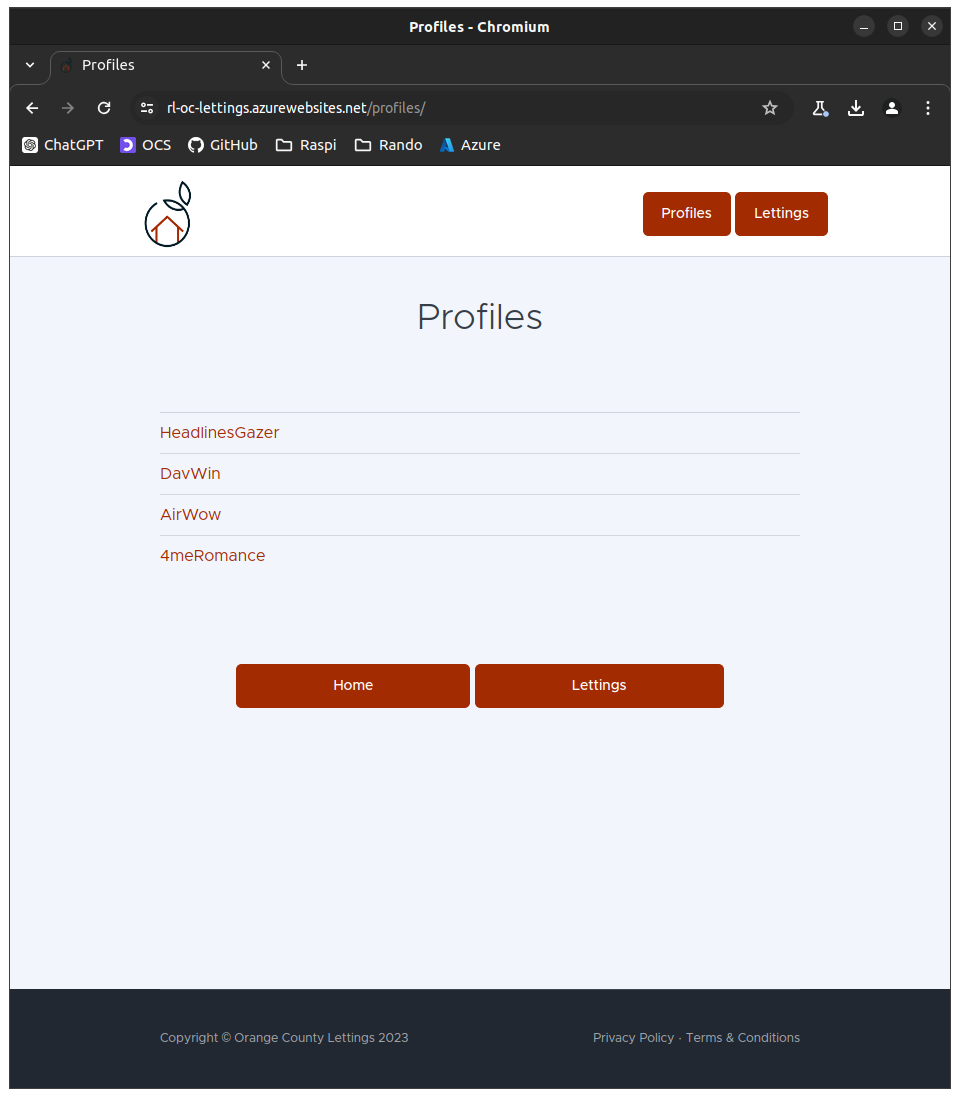 Profiles - Chromium
Profiles
rl-oc-lettings.azurewebsites.net/profiles/
ChatGPT OCS GitHub Raspi Rando Azure
Profiles Lettings
Profiles
HeadlinesGazer
DavWin
AirWow
4meRomance
Home Lettings
Copyright © Orange County Lettings 2023 Privacy Policy · Terms & Conditions